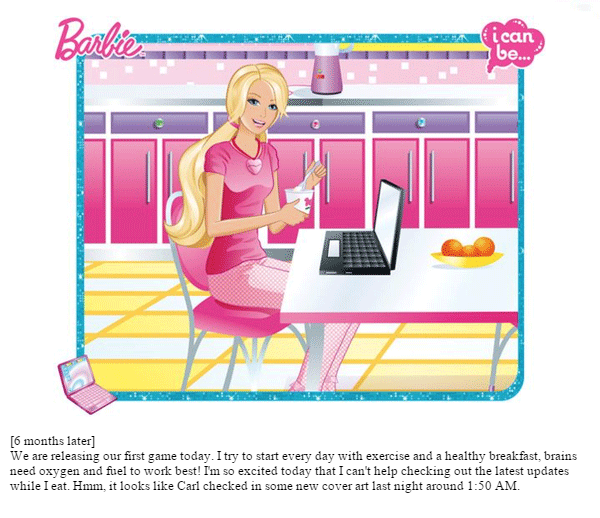 Barbie
i can
be...
[6 months later]
We are releasing our first game today. I try to start every day with exercise and a healthy breakfast, brains
need oxygen and fuel to work best! I'm so excited today that I can't help checking out the latest updates
while I eat. Hmm, it looks like Carl checked in some new cover art last night around 1:50 AM.